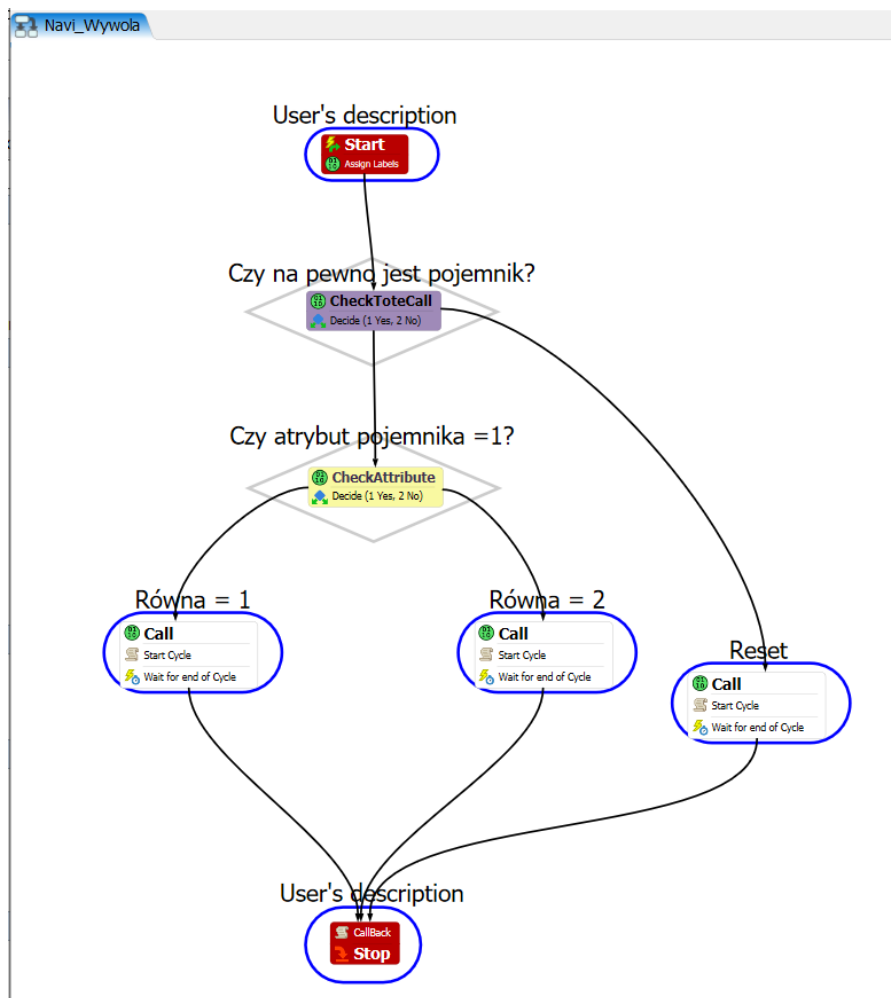 Navi_Wywola
User's description
Start
Assign Labels
Czy na pewno jest pojemnik?
CheckToteCall
Decide (1 Yes, 2 No)
Czy atrybut pojemnika =1?
CheckAttribute
Decide (1 Yes, 2 No)
Równa = 1
Call
Start Cycle
Wait for end of Cycle
Równa = 2
Call
Start Cycle
Wait for end of Cycle
Reset
Call
Start Cycle
Wait for end of Cycle
User's description
CallBack
Stop